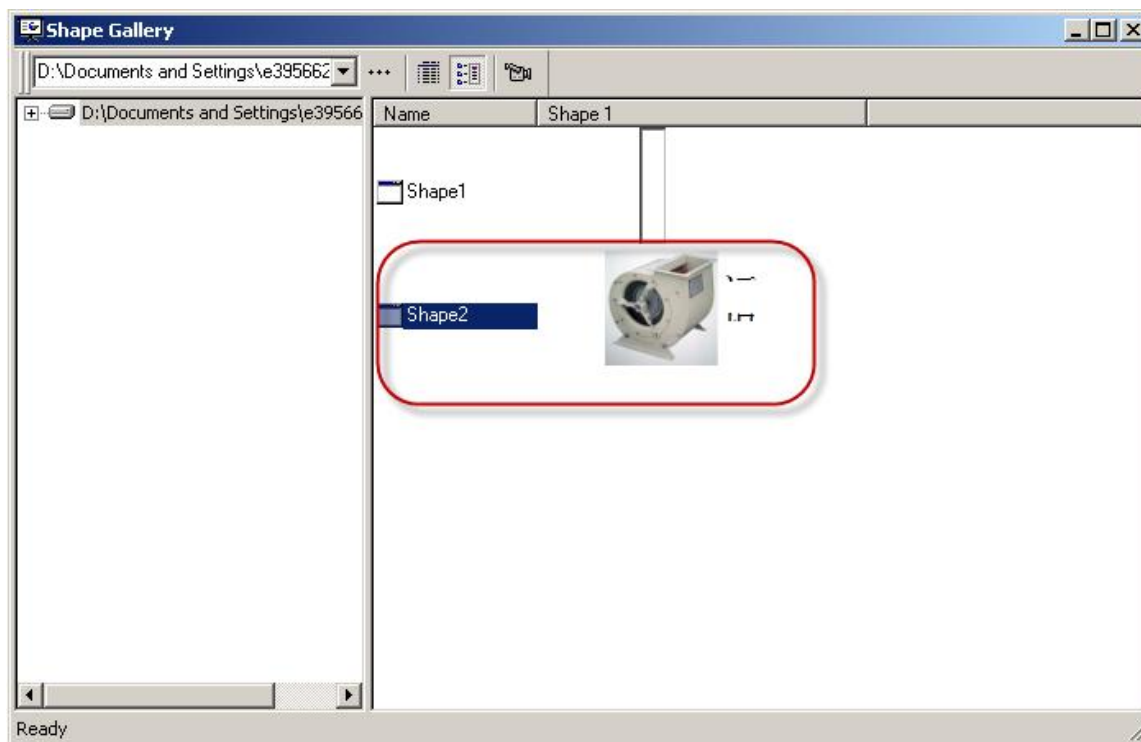 Shape Gallery
D:\Documents and Settings\e395662
D:\Documents and Settings\e39566
Name Shape 1
Shape1
Shape2
Ready